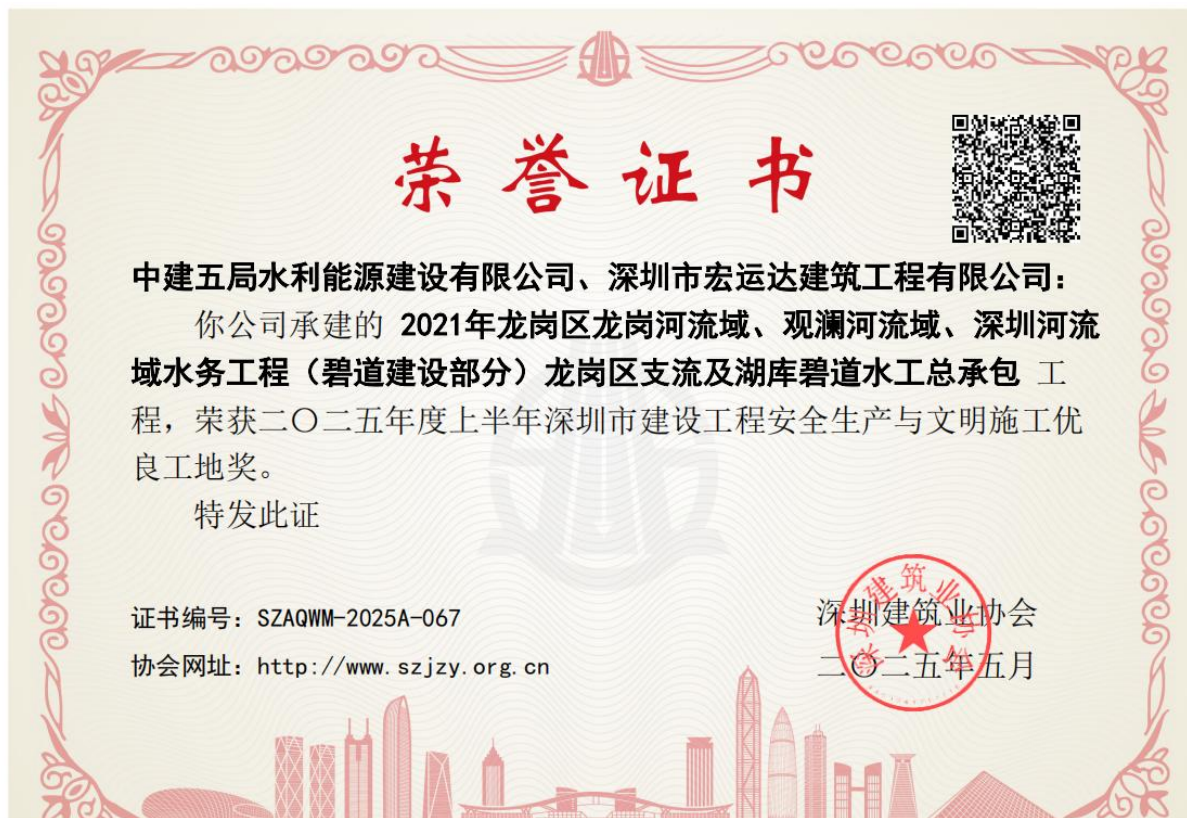 荣誉证书
中建五局水利能源建设有限公司、深圳市宏运达建筑工程有限公司：
你公司承建的 2021年龙岗区龙岗河流域、观澜河流域、深圳河流
域水务工程（碧道建设部分）龙岗区支流及湖库碧道水工总承包 工
程，荣获二〇二五年度上半年深圳市建设工程安全生产与文明施工优
良工地奖。
特发此证
证书编号：SZAQWM-2025A-067
深圳建筑业协会
协会网址：http://www.szjzy.org.cn
二〇二五年五月
深圳建筑业协会